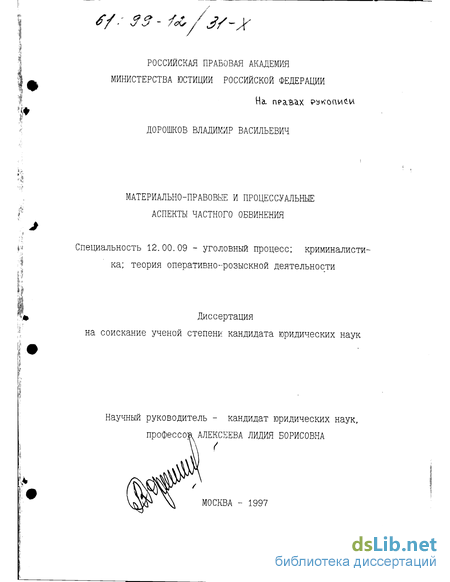 61:99-12/31-X
РОССИЙСКАЯ ПРАВОВАЯ АКАДЕМИЯ
МИНИСТЕРСТВА ЮСТИЦИИ РОССИЙСКОЙ ФЕДЕРАЦИИ
На правах рукописи
ДОРОШКОВ ВЛАДИМИР ВАСИЛЬЕВИЧ
МАТЕРИАЛЬНО-ПРАВОВЫЕ И ПРОЦЕССУАЛЬНЫЕ
АСПЕКТЫ ЧАСТНОГО ОБВИНЕНИЯ
Специальность 12.00.09 - уголовный процесс; криминалисти-
ка; теория оперативно-розыскной деятельности
Диссертация
на соискание ученой степени кандидата юридических наук
Научный руководитель - кандидат юридических наук,
профессор АЛЕКСЕЕВА ЛИДИЯ БОРИСОВНА
МОСКВА - 1997
dslib.net
библиотека диссертаций